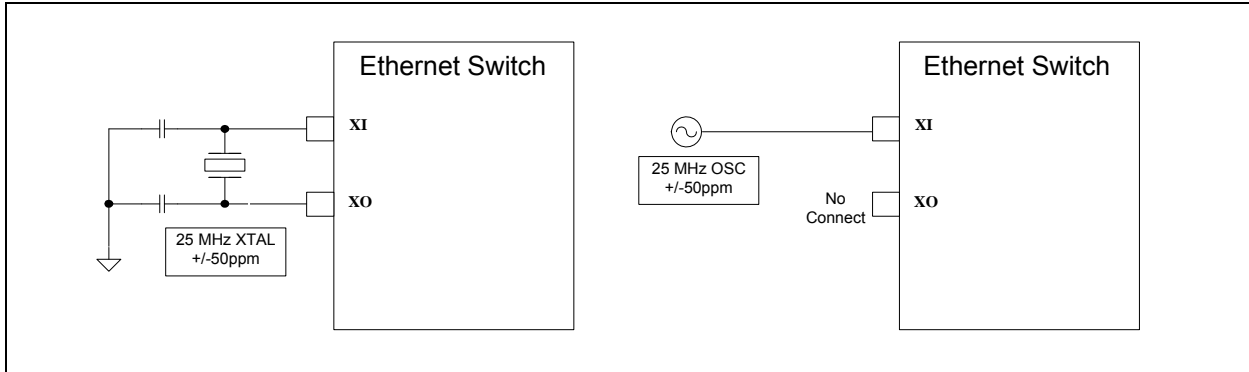 Ethernet Switch
XI
XO
25 MHz XTAL
+/-50ppm
Ethernet Switch
XI
25 MHz OSC
+/-50ppm
No
Connect
XO